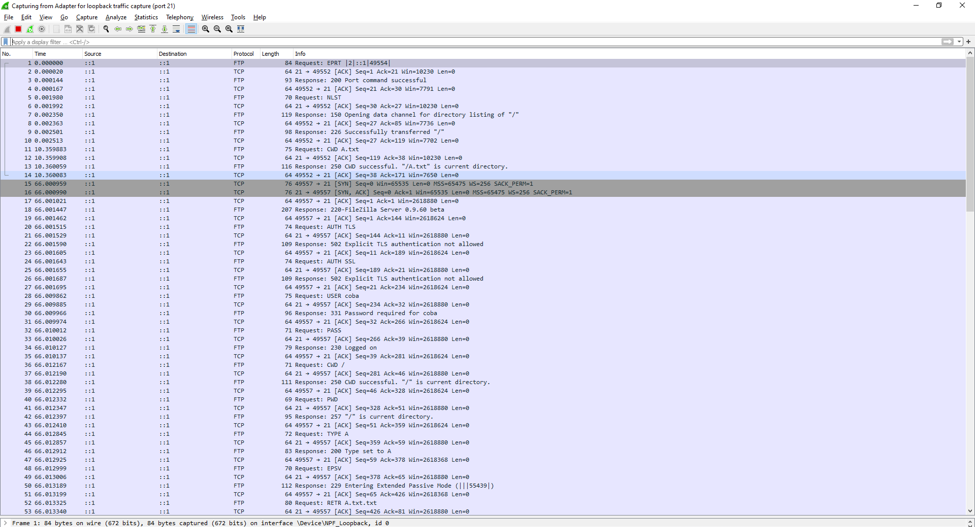 Capturing from Adapter for loopback traffic capture (port 21)
File Edit View Go Capture Analyze Statistics Telephony Wireless Tools Help
Apply a display filter ... <Ctrl-/>
No. Time Source Destination Protocol Length Info
1 0.000000 ::1 ::1 FTP 84 Request: EPRT |2|::1|49554|
2 0.000020 ::1 ::1 TCP 64 21 → 49552 [ACK] Seq=1 Ack=21 Win=10230 Len=0
3 0.000144 ::1 ::1 FTP 93 Response: 200 Port command successful
4 0.000167 ::1 ::1 TCP 64 49552 → 21 [ACK] Seq=21 Ack=30 Win=7791 Len=0
5 0.001980 ::1 ::1 FTP 70 Request: NLST
6 0.001992 ::1 ::1 TCP 64 21 → 49552 [ACK] Seq=30 Ack=27 Win=10230 Len=0
7 0.002350 ::1 ::1 FTP 119 Response: 150 Opening data channel for directory listing of "/"
8 0.002363 ::1 ::1 TCP 64 49552 → 21 [ACK] Seq=27 Ack=85 Win=7736 Len=0
9 0.002501 ::1 ::1 FTP 98 Response: 226 Successfully transferred "/"
10 0.002513 ::1 ::1 TCP 64 49552 → 21 [ACK] Seq=27 Ack=119 Win=7702 Len=0
11 10.359883 ::1 ::1 FTP 75 Request: CWD A.txt
12 10.359908 ::1 ::1 TCP 64 21 → 49552 [ACK] Seq=119 Ack=38 Win=10230 Len=0
13 10.360059 ::1 ::1 FTP 116 Response: 250 CWD successful. "/A.txt" is current directory.
14 10.360083 ::1 ::1 TCP 64 49552 → 21 [ACK] Seq=38 Ack=171 Win=7650 Len=0
15 66.000959 ::1 ::1 TCP 76 49557 → 21 [SYN] Seq=0 Win=65535 Len=0 MSS=65475 WS=256 SACK_PERM=1
16 66.000990 ::1 ::1 TCP 76 21 → 49557 [SYN, ACK] Seq=0 Ack=1 Win=65535 Len=0 MSS=65475 WS=256 SACK_PERM=1
17 66.001021 ::1 ::1 TCP 64 49557 → 21 [ACK] Seq=1 Ack=1 Win=2618880 Len=0
18 66.001447 ::1 ::1 FTP 207 Response: 220-FileZilla Server 0.9.60 beta
19 66.001462 ::1 ::1 TCP 64 49557 → 21 [ACK] Seq=1 Ack=144 Win=2618624 Len=0
20 66.001515 ::1 ::1 FTP 74 Request: AUTH TLS
21 66.001529 ::1 ::1 TCP 64 21 → 49557 [ACK] Seq=144 Ack=11 Win=2618880 Len=0
22 66.001590 ::1 ::1 FTP 109 Response: 502 Explicit TLS authentication not allowed
23 66.001605 ::1 ::1 TCP 64 49557 → 21 [ACK] Seq=11 Ack=189 Win=2618624 Len=0
24 66.001643 ::1 ::1 FTP 74 Request: AUTH SSL
25 66.001655 ::1 ::1 TCP 64 21 → 49557 [ACK] Seq=189 Ack=21 Win=2618880 Len=0
26 66.001687 ::1 ::1 FTP 109 Response: 502 Explicit TLS authentication not allowed
27 66.001695 ::1 ::1 TCP 64 49557 → 21 [ACK] Seq=21 Ack=234 Win=2618624 Len=0
28 66.009862 ::1 ::1 FTP 75 Request: USER coba
29 66.009885 ::1 ::1 TCP 64 21 → 49557 [ACK] Seq=234 Ack=32 Win=2618880 Len=0
30 66.009966 ::1 ::1 FTP 96 Response: 331 Password required for coba
31 66.009974 ::1 ::1 TCP 64 49557 → 21 [ACK] Seq=32 Ack=266 Win=2618624 Len=0
32 66.010012 ::1 ::1 FTP 71 Request: PASS
33 66.010026 ::1 ::1 TCP 64 21 → 49557 [ACK] Seq=266 Ack=39 Win=2618880 Len=0
34 66.010127 ::1 ::1 FTP 79 Response: 230 Logged on
35 66.010137 ::1 ::1 TCP 64 49557 → 21 [ACK] Seq=39 Ack=281 Win=2618624 Len=0
36 66.012167 ::1 ::1 FTP 71 Request: CWD /
37 66.012190 ::1 ::1 TCP 64 21 → 49557 [ACK] Seq=281 Ack=46 Win=2618880 Len=0
38 66.012280 ::1 ::1 FTP 111 Response: 250 CWD successful. "/" is current directory.
39 66.012295 ::1 ::1 TCP 64 49557 → 21 [ACK] Seq=46 Ack=328 Win=2618624 Len=0
40 66.012332 ::1 ::1 FTP 69 Request: PWD
41 66.012347 ::1 ::1 TCP 64 21 → 49557 [ACK] Seq=328 Ack=51 Win=2618880 Len=0
42 66.012397 ::1 ::1 FTP 95 Response: 257 "/" is current directory.
43 66.012410 ::1 ::1 TCP 64 49557 → 21 [ACK] Seq=51 Ack=359 Win=2618624 Len=0
44 66.012845 ::1 ::1 FTP 72 Request: TYPE A
45 66.012857 ::1 ::1 TCP 64 21 → 49557 [ACK] Seq=359 Ack=59 Win=2618880 Len=0
46 66.012912 ::1 ::1 FTP 83 Response: 200 Type set to A
47 66.012925 ::1 ::1 TCP 64 49557 → 21 [ACK] Seq=59 Ack=378 Win=2618368 Len=0
48 66.012999 ::1 ::1 FTP 70 Request: EPSV
49 66.013006 ::1 ::1 TCP 64 21 → 49557 [ACK] Seq=378 Ack=65 Win=2618880 Len=0
50 66.013189 ::1 ::1 FTP 112 Response: 229 Entering Extended Passive Mode (|||55439|)
51 66.013199 ::1 ::1 TCP 64 49557 → 21 [ACK] Seq=65 Ack=426 Win=2618368 Len=0
52 66.013325 ::1 ::1 FTP 80 Request: RETR A.txt.txt
53 66.013340 ::1 ::1 TCP 64 21 → 49557 [ACK] Seq=426 Ack=81 Win=2618880 Len=0
Frame 1: 84 bytes on wire (672 bits), 84 bytes captured (672 bits) on interface \Device\NPF_Loopback, id 0